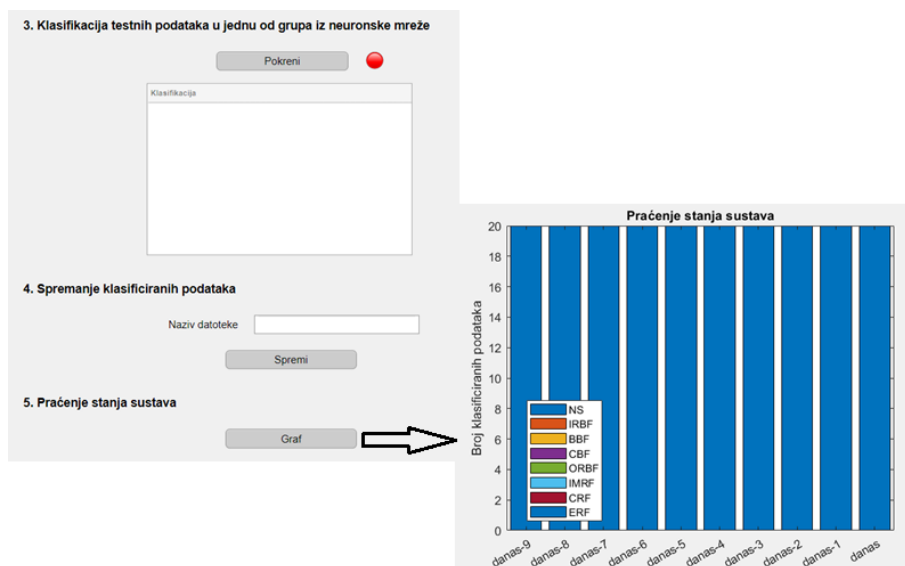 3. Klasifikacija testnih podataka u jednu od grupa iz neuronske mreže
Pokreni
Klasifikacija
4. Spremanje klasificiranih podataka
Naziv datoteke
Spremi
5. Praćenje stanja sustava
Graf
Praćenje stanja sustava
Broj klasificiranih podataka
20
18
16
14
12
10
8
6
4
2
0
NS
IRBF
BBF
CBF
ORBF
IMRF
CRF
ERF
danas-9
danas-8
danas-7
danas-6
danas-5
danas-4
danas-3
danas-2
danas-1
danas